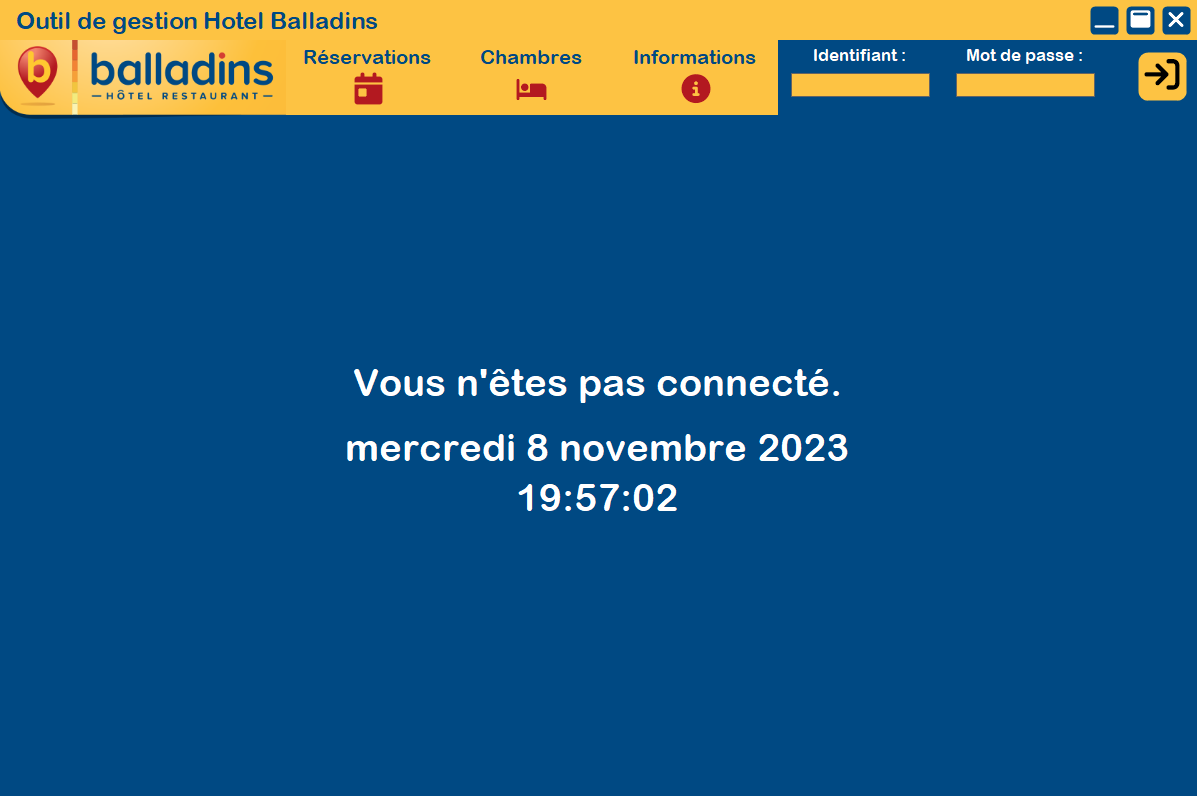 Outil de gestion Hotel Balladins
b balladins
HÔTEL RESTAURANT
Réservations Chambres Informations
Identifiant : Mot de passe :
Vous n'êtes pas connecté.
mercredi 8 novembre 2023
19:57:02